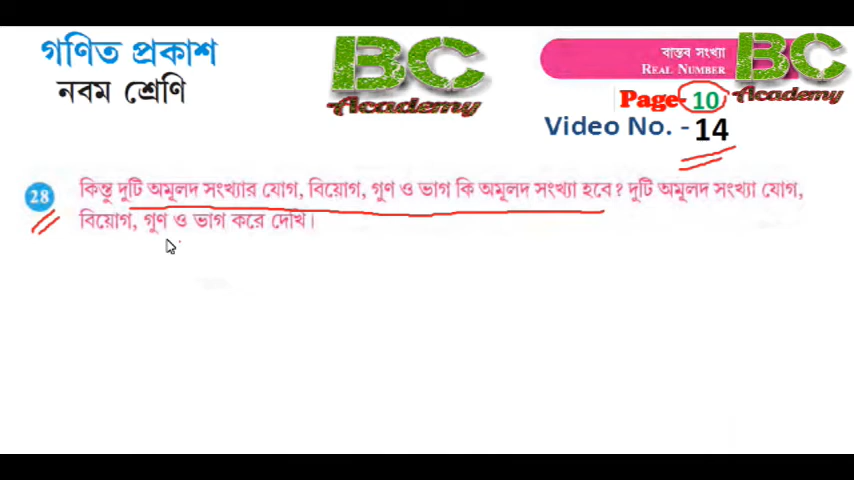 গণিত প্রকাশ
নবম শ্রেণি
BC
Academy
বাস্তব সংখ্যা
REAL NUMBER
BC
Academy
Page- 10
Video No. - 14
28 কিন্তু দুটি অমূলদ সংখ্যার যোগ, বিয়োগ, গুণ ও ভাগ কি অমূলদ সংখ্যা হবে? দুটি অমূলদ সংখ্যা যোগ,
বিয়োগ, গুণ ও ভাগ করে দেখি।